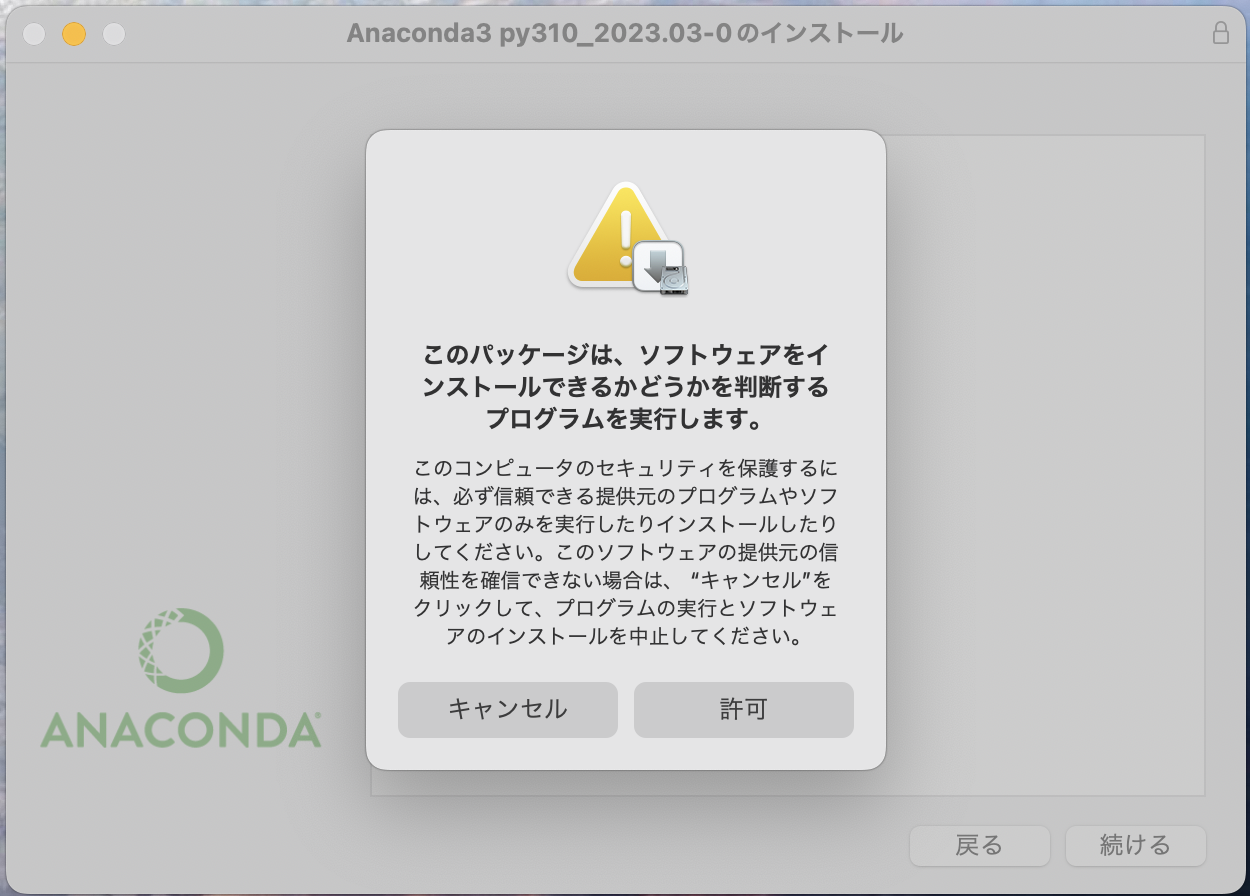 Anaconda3 py310_2023.03-0 のインストール
このパッケージは、ソフトウェアをイ
ンストールできるかどうかを判断する
プログラムを実行します。
このコンピュータのセキュリティを保護するに
は、必ず信頼できる提供元のプログラムやソフ
トウェアのみを実行したりインストールしたり
してください。このソフトウェアの提供元の信
頼性を確信できない場合は、 “キャンセル”を
クリックして、プログラムの実行とソフトウェ
アのインストールを中止してください。
キャンセル
許可
ANACONDA®
戻る
続ける